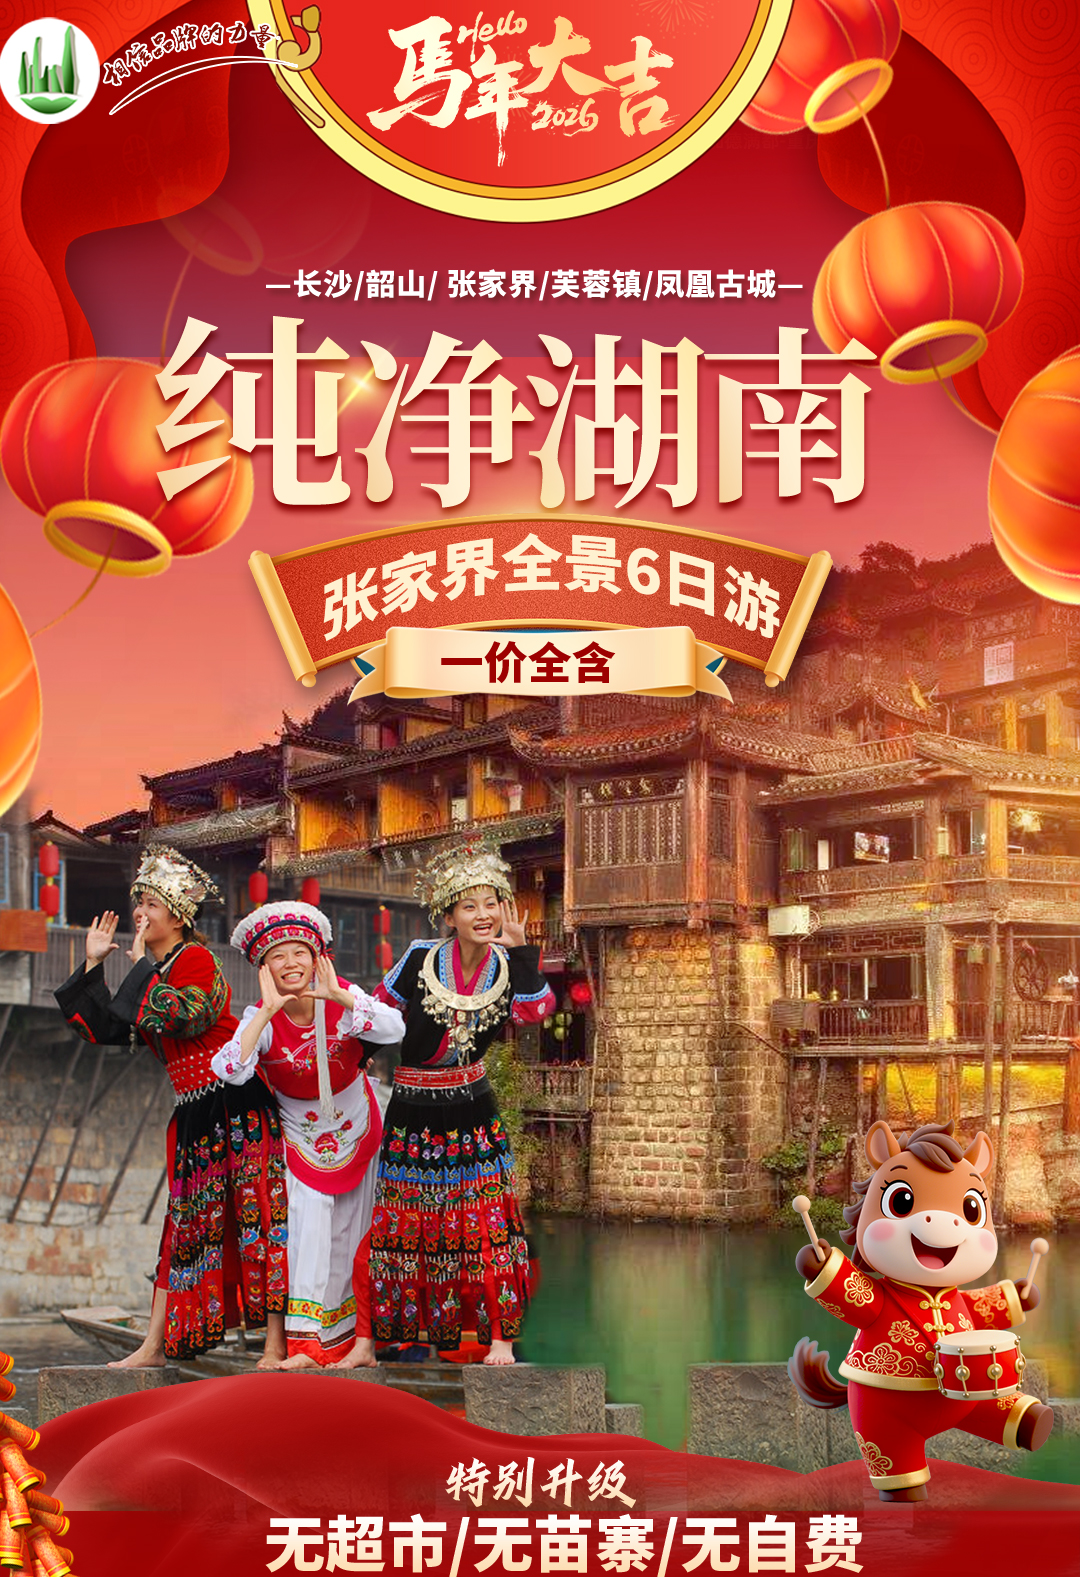 相信品牌的力量
Hello
馬年大吉
2026
—长沙/韶山/ 张家界/芙蓉镇/凤凰古城—
纯净湖南
张家界全景6日游
一价全含
特别升级
无超市/无苗寨/无自费